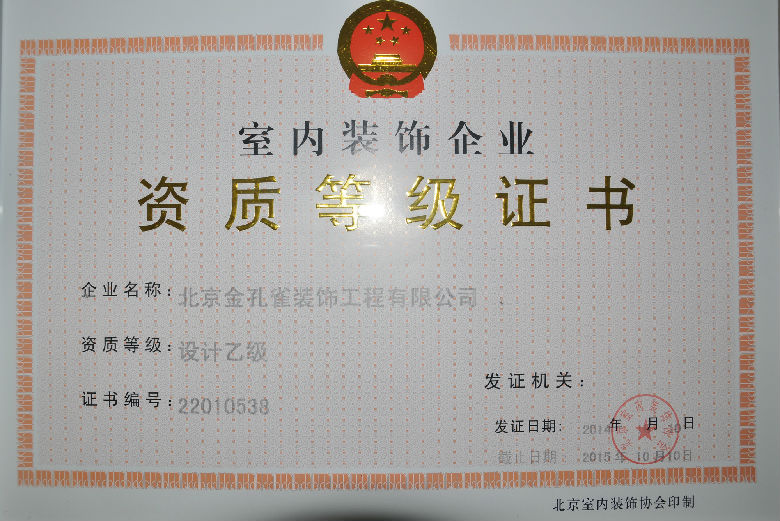 室内装饰企业
资质等级证书
企业名称：北京金孔雀装饰工程有限公司
资质等级：设计乙级
证书编号：22010538
发证机关：
发证日期：2014年 月 日
截止日期：2015年10月10日
北京室内装饰协会印制